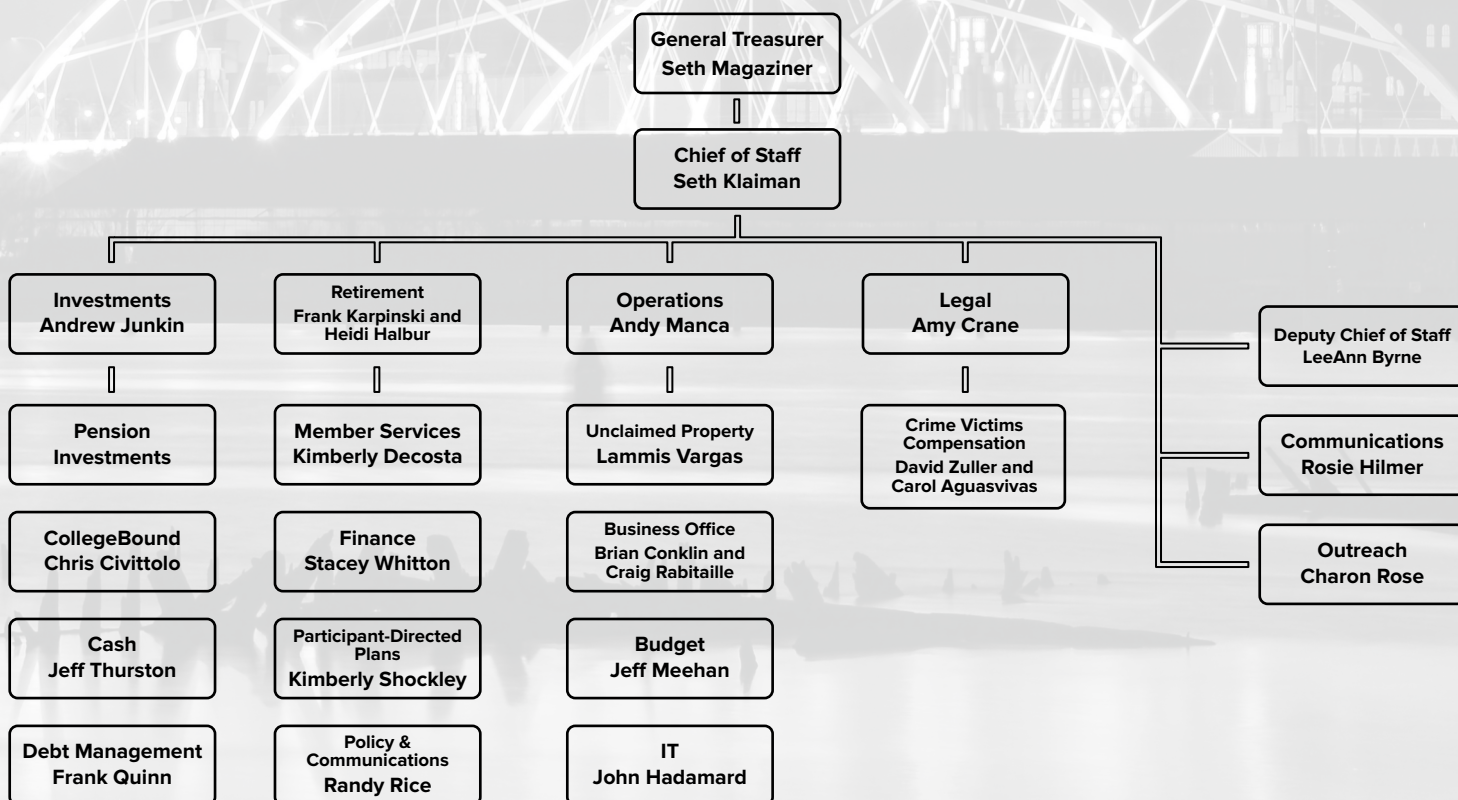 General Treasurer
Seth Magaziner
Chief of Staff
Seth Klaiman
Investments
Andrew Junkin
Retirement
Frank Karpinski and
Heidi Halbur
Operations
Andy Manca
Legal
Amy Crane
Deputy Chief of Staff
LeeAnn Byrne
Communications
Rosie Hilmer
Outreach
Charon Rose
Pension
Investments
CollegeBound
Chris Civittolo
Cash
Jeff Thurston
Debt Management
Frank Quinn
Member Services
Kimberly Decosta
Finance
Stacey Whitton
Participant-Directed
Plans
Kimberly Shockley
Policy &
Communications
Randy Rice
Unclaimed Property
Lammis Vargas
Business Office
Brian Conklin and
Craig Rabitaille
Budget
Jeff Meehan
IT
John Hadamard
Crime Victims
Compensation
David Zuller and
Carol Aguasvivas